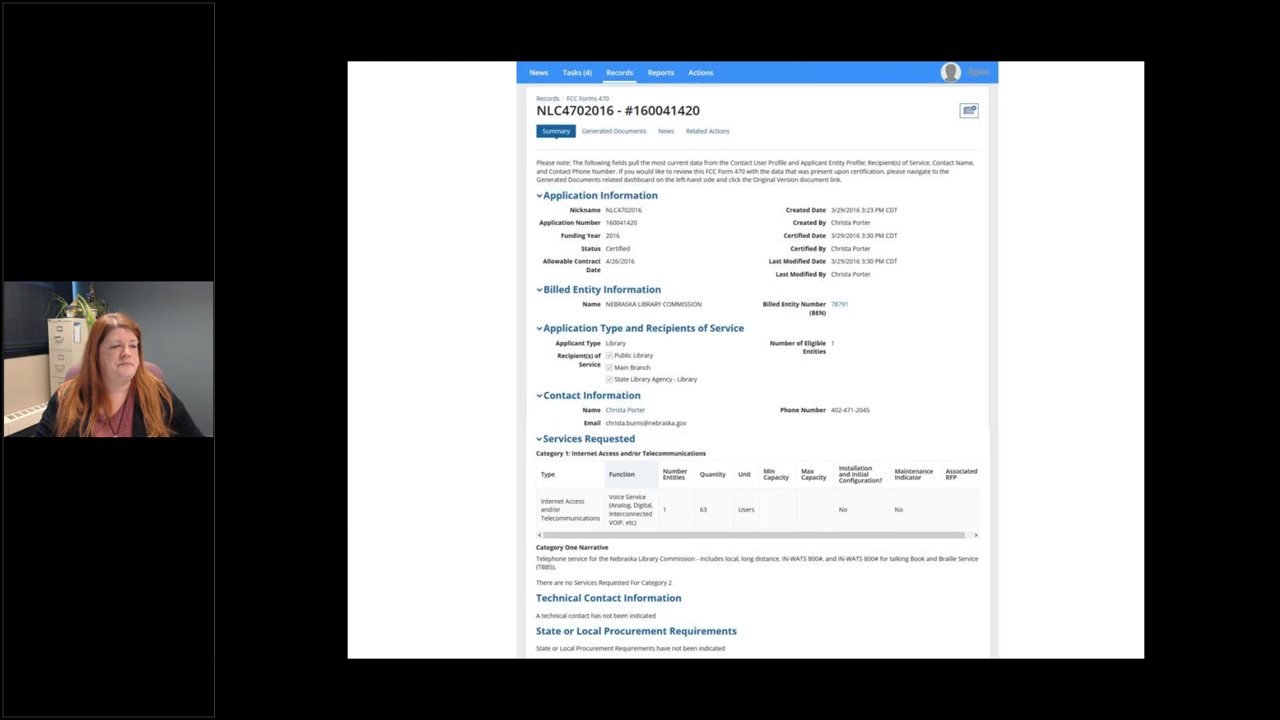 News Tasks (4) Records Reports Actions
Records / FCC Forms 470
NLC4702016 - #160041420
Summary Generated Documents News Related Actions
Please note: The following fields pull the most current data from the Contact User Profile and Applicant Entity Profile: Recipient(s) of Service, Contact Name,
and Contact Phone Number. If you would like to review this FCC Form 470 with the data that was present upon certification, please navigate to the
Generated Documents related dashboard on the left-hand side and click the Original Version document link.
Application Information
Nickname NLC4702016 Created Date 3/29/2016 3:23 PM CDT
Application Number 160041420 Created By Christa Porter
Funding Year 2016 Certified Date 3/29/2016 3:30 PM CDT
Status Certified Certified By Christa Porter
Allowable Contract Date 4/26/2016 Last Modified Date 3/29/2016 3:30 PM CDT
Last Modified By Christa Porter
Billed Entity Information
Name NEBRASKA LIBRARY COMMISSION Billed Entity Number (BEN) 78791
Application Type and Recipients of Service
Applicant Type Library Number of Eligible Entities 1
Recipient(s) of Service Public Library
Main Branch
State Library Agency - Library
Contact Information
Name Christa Porter Phone Number 402-471-2045
Email christa.burns@nebraska.gov
Services Requested
Category 1: Internet Access and/or Telecommunications
Type Function Number Entities Quantity Unit Min Capacity Max Capacity Installation and Initial Configuration? Maintenance Indicator Associated RFP
Internet Access and/or Telecommunications Voice Service (Analog, Digital, Interconnected VOIP, etc) 1 63 Users No No
Category One Narrative
Telephone service for the Nebraska Library Commission - includes local, long distance, IN-WATS 800#. and IN-WATS 800# for talking Book and Braille Service
(TBBS).
There are no Services Requested For Category 2
Technical Contact Information
A technical contact has not been indicated
State or Local Procurement Requirements
State or Local Procurement Requirements have not been indicated